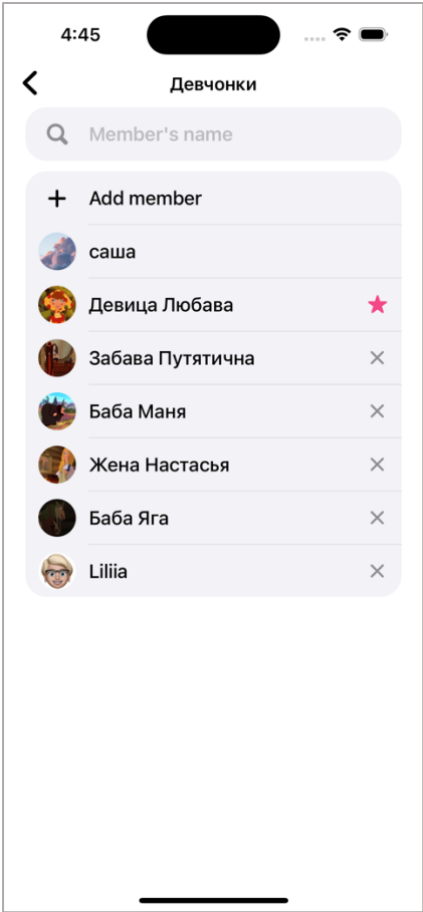 4:45
Девчонки
Member's name
Add member
саша
Девица Любава
Забава Путятична
Баба Маня
Жена Настасья
Баба Яга
Liliia